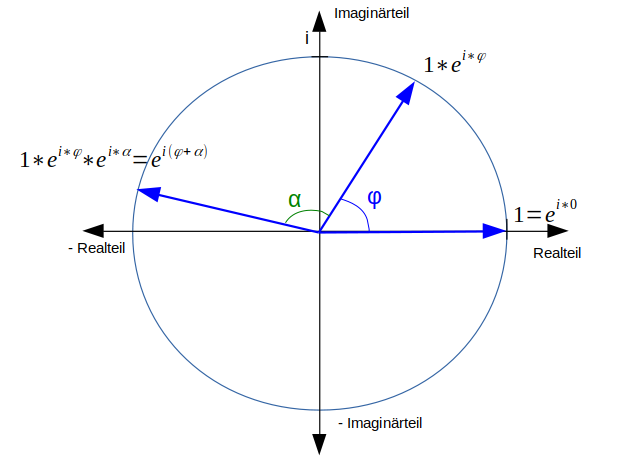 Imaginärteil
i
1∗e^{i∗φ}
1∗e^{i∗φ}∗e^{i∗α}=e^{i(φ+α)}
α
φ
1=e^{i∗0}
- Realteil
Realteil
- Imaginärteil